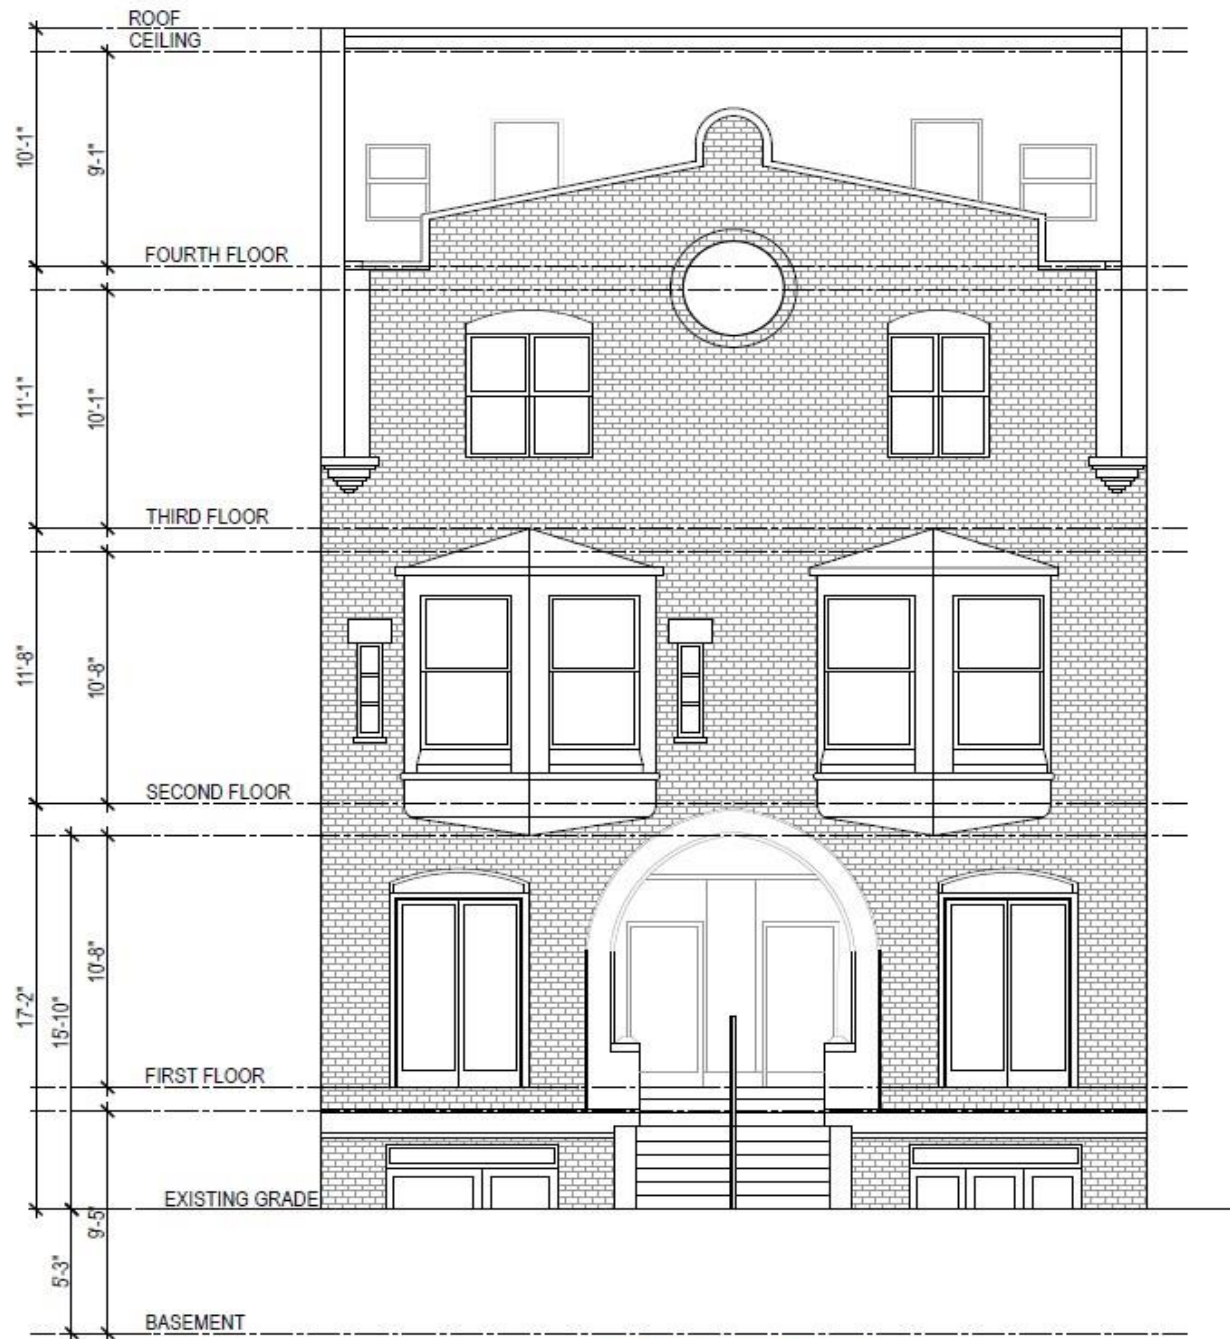 ROOF
CEILING
10'-1"
9'-1"
FOURTH FLOOR
11'-1"
10'-1"
THIRD FLOOR
11'-8"
10'-8"
SECOND FLOOR
17'-2"
15'-10"
10'-8"
FIRST FLOOR
EXISTING GRADE
9'-5"
5'-3"
BASEMENT